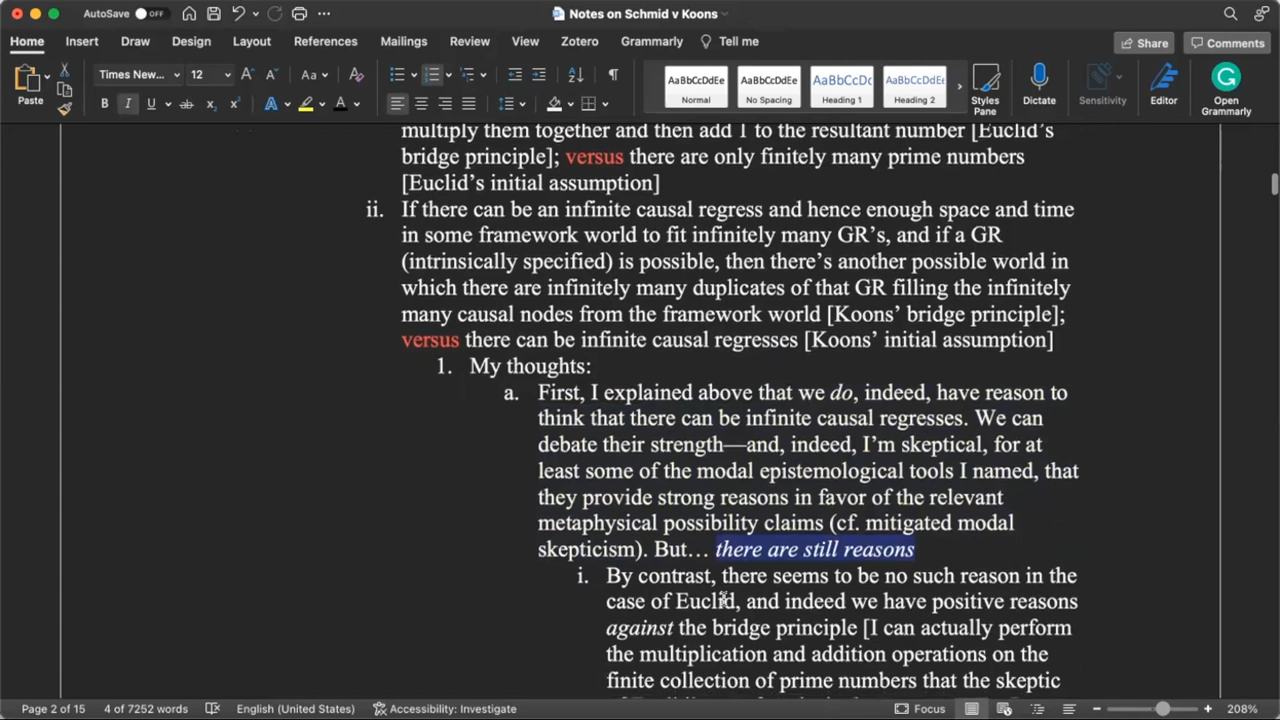 AutoSave OFF
Notes on Schmid v Koons
Home Insert Draw Design Layout References Mailings Review View Zotero Grammarly Tell me Share Comments
Paste
Times New... 12
Aa
B I U ab x₂ x²
A A
AaBbCcDdEe AaBbCcDdEe AaBbCcDc AaBbCcDdEe
Normal No Spacing Heading 1 Heading 2
Styles Pane
Dictate
Sensitivity
Editor
Open Grammarly
multiply them together and then add 1 to the resultant number [Euclid's
bridge principle]; versus there are only finitely many prime numbers
[Euclid's initial assumption]
ii. If there can be an infinite causal regress and hence enough space and time
in some framework world to fit infinitely many GR's, and if a GR
(intrinsically specified) is possible, then there's another possible world in
which there are infinitely many duplicates of that GR filling the infinitely
many causal nodes from the framework world [Koons' bridge principle];
versus there can be infinite causal regresses [Koons' initial assumption]
1. My thoughts:
a. First, I explained above that we do, indeed, have reason to
think that there can be infinite causal regresses. We can
debate their strength—and, indeed, I'm skeptical, for at
least some of the modal epistemological tools I named, that
they provide strong reasons in favor of the relevant
metaphysical possibility claims (cf. mitigated modal
skepticism). But… there are still reasons
i. By contrast, there seems to be no such reason in the
case of Euclid, and indeed we have positive reasons
against the bridge principle [I can actually perform
the multiplication and addition operations on the
finite collection of prime numbers that the skeptic
Page 2 of 15 4 of 7252 words English (United States) Accessibility: Investigate Focus 208%